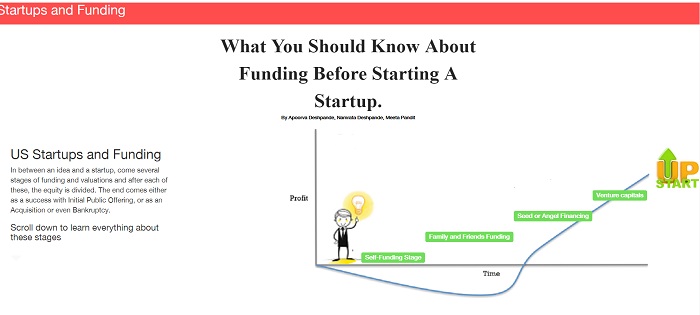 Startups and Funding
What You Should Know About
Funding Before Starting A
Startup.
By Apoorva Deshpande, Namrata Deshpande, Meeta Pandit
US Startups and Funding
In between an idea and a startup, come several
stages of funding and valuations and after each of
these, the equity is divided. The end comes either
as a success with Initial Public Offering, or as an
Acquisition or even Bankruptcy.
Scroll down to learn everything about
these stages
Profit
UP
START
Venture capitals
Seed or Angel Financing
Family and Friends Funding
Self-Funding Stage
Time